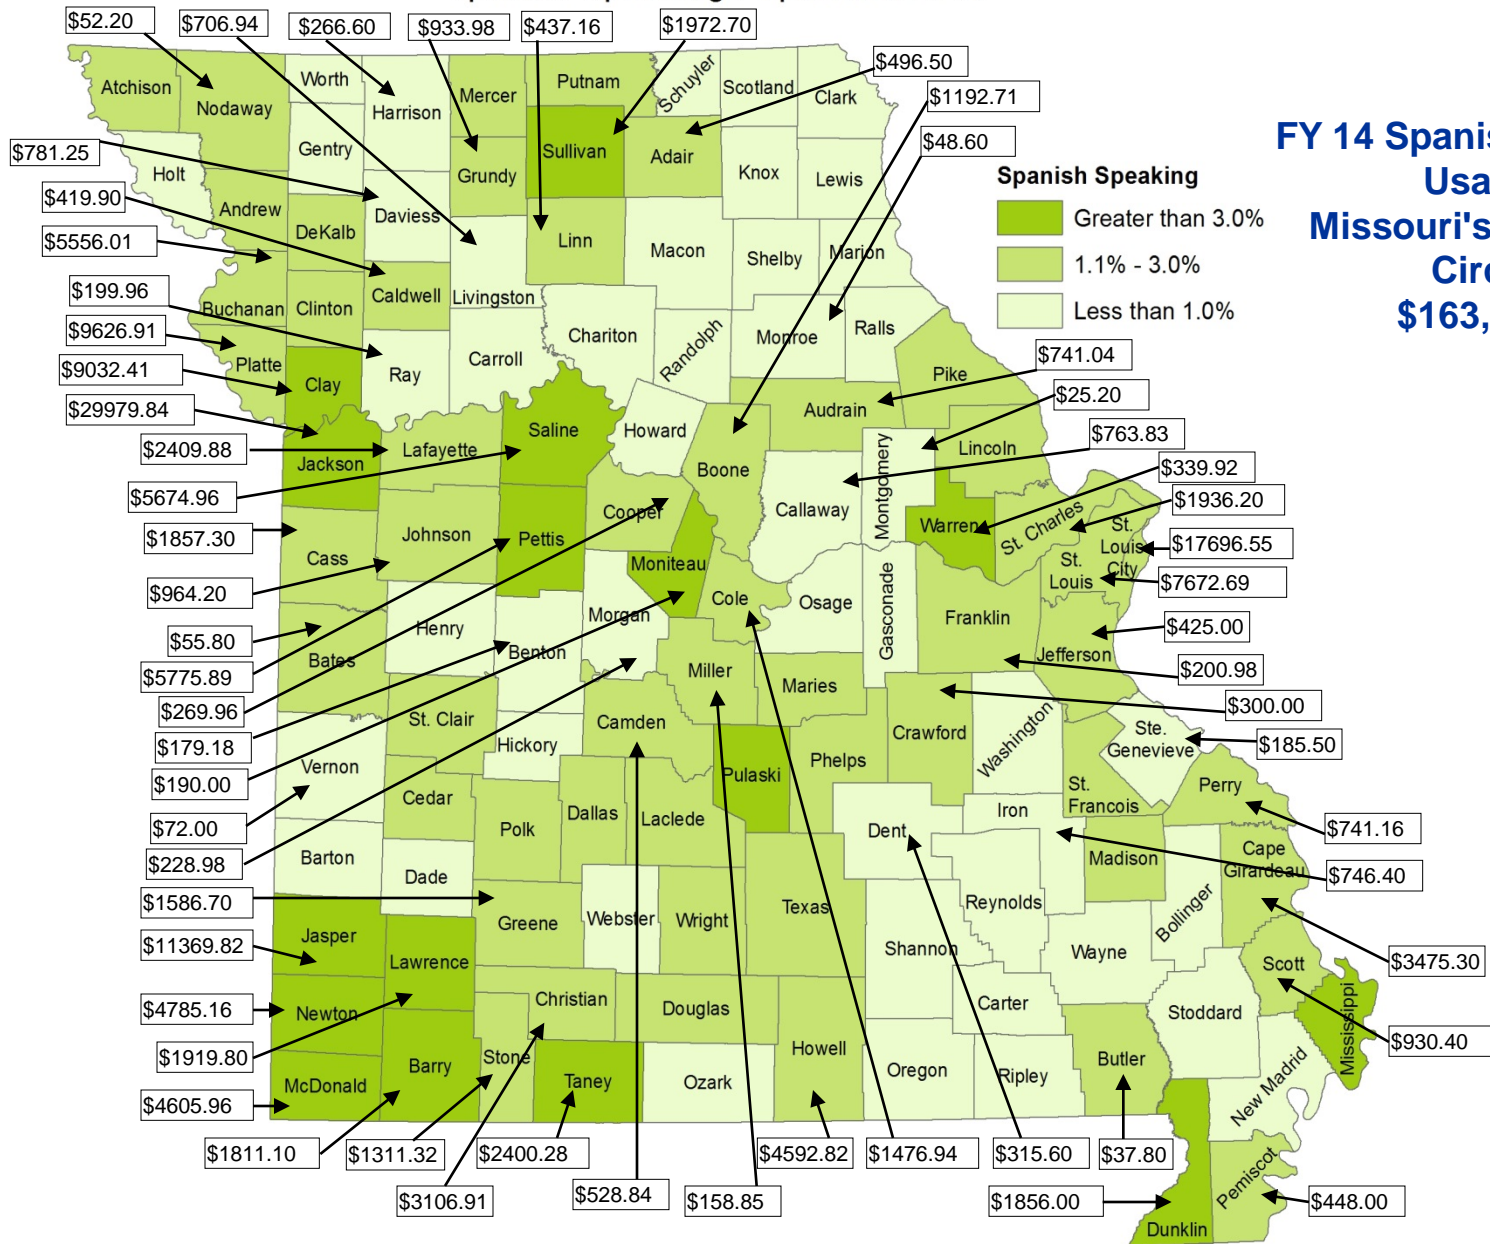 $52.20
$706.94
$266.60
$933.98
$437.16
$1972.70
$496.50
$1192.71
$48.60
$781.25
$419.90
$5556.01
$199.96
$9626.91
$9032.41
$29979.84
$2409.88
$5674.96
$1857.30
$964.20
$55.80
$5775.89
$269.96
$179.18
$190.00
$72.00
$228.98
$1586.70
$11369.82
$4785.16
$1919.80
$4605.96
$1811.10
$1311.32
$2400.28
$3106.91
$528.84
$158.85
$4592.82
$1476.94
$315.60
$37.80
$1856.00
$448.00
$741.04
$25.20
$763.83
$339.92
$1936.20
$17696.55
$7672.69
$425.00
$200.98
$300.00
$185.50
$741.16
$746.40
$3475.30
$930.40
FY 14 Spanis
Usa
Missouri's
Circ
$163,
Spanish Speaking
Greater than 3.0%
1.1% - 3.0%
Less than 1.0%
Atchison
Nodaway
Worth
Harrison
Mercer
Putnam
Schuyler
Scotland
Clark
Holt
Gentry
Grundy
Sullivan
Adair
Knox
Lewis
Andrew
DeKalb
Daviess
Linn
Macon
Shelby
Marion
Buchanan
Clinton
Caldwell
Livingston
Chariton
Randolph
Monroe
Ralls
Platte
Clay
Ray
Carroll
Pike
Jackson
Lafayette
Saline
Howard
Boone
Audrain
Callaway
Montgomery
Lincoln
Warren
St. Charles
St.
Louis
City
St.
Louis
Cass
Johnson
Pettis
Cooper
Moniteau
Cole
Osage
Gasconade
Franklin
Jefferson
Bates
Henry
Benton
Morgan
Miller
Maries
Crawford
Washington
Ste.
Genevieve
St.
Francois
Perry
Vernon
St. Clair
Hickory
Camden
Pulaski
Phelps
Cedar
Polk
Dallas
Laclede
Dent
Iron
Madison
Cape
Girardeau
Barton
Dade
Greene
Webster
Wright
Texas
Reynolds
Bollinger
Jasper
Lawrence
Shannon
Wayne
Scott
Mississippi
Newton
Christian
Douglas
Howell
Carter
Stoddard
McDonald
Barry
Stone
Taney
Ozark
Oregon
Ripley
Butler
New Madrid
Pemiscot
Dunklin